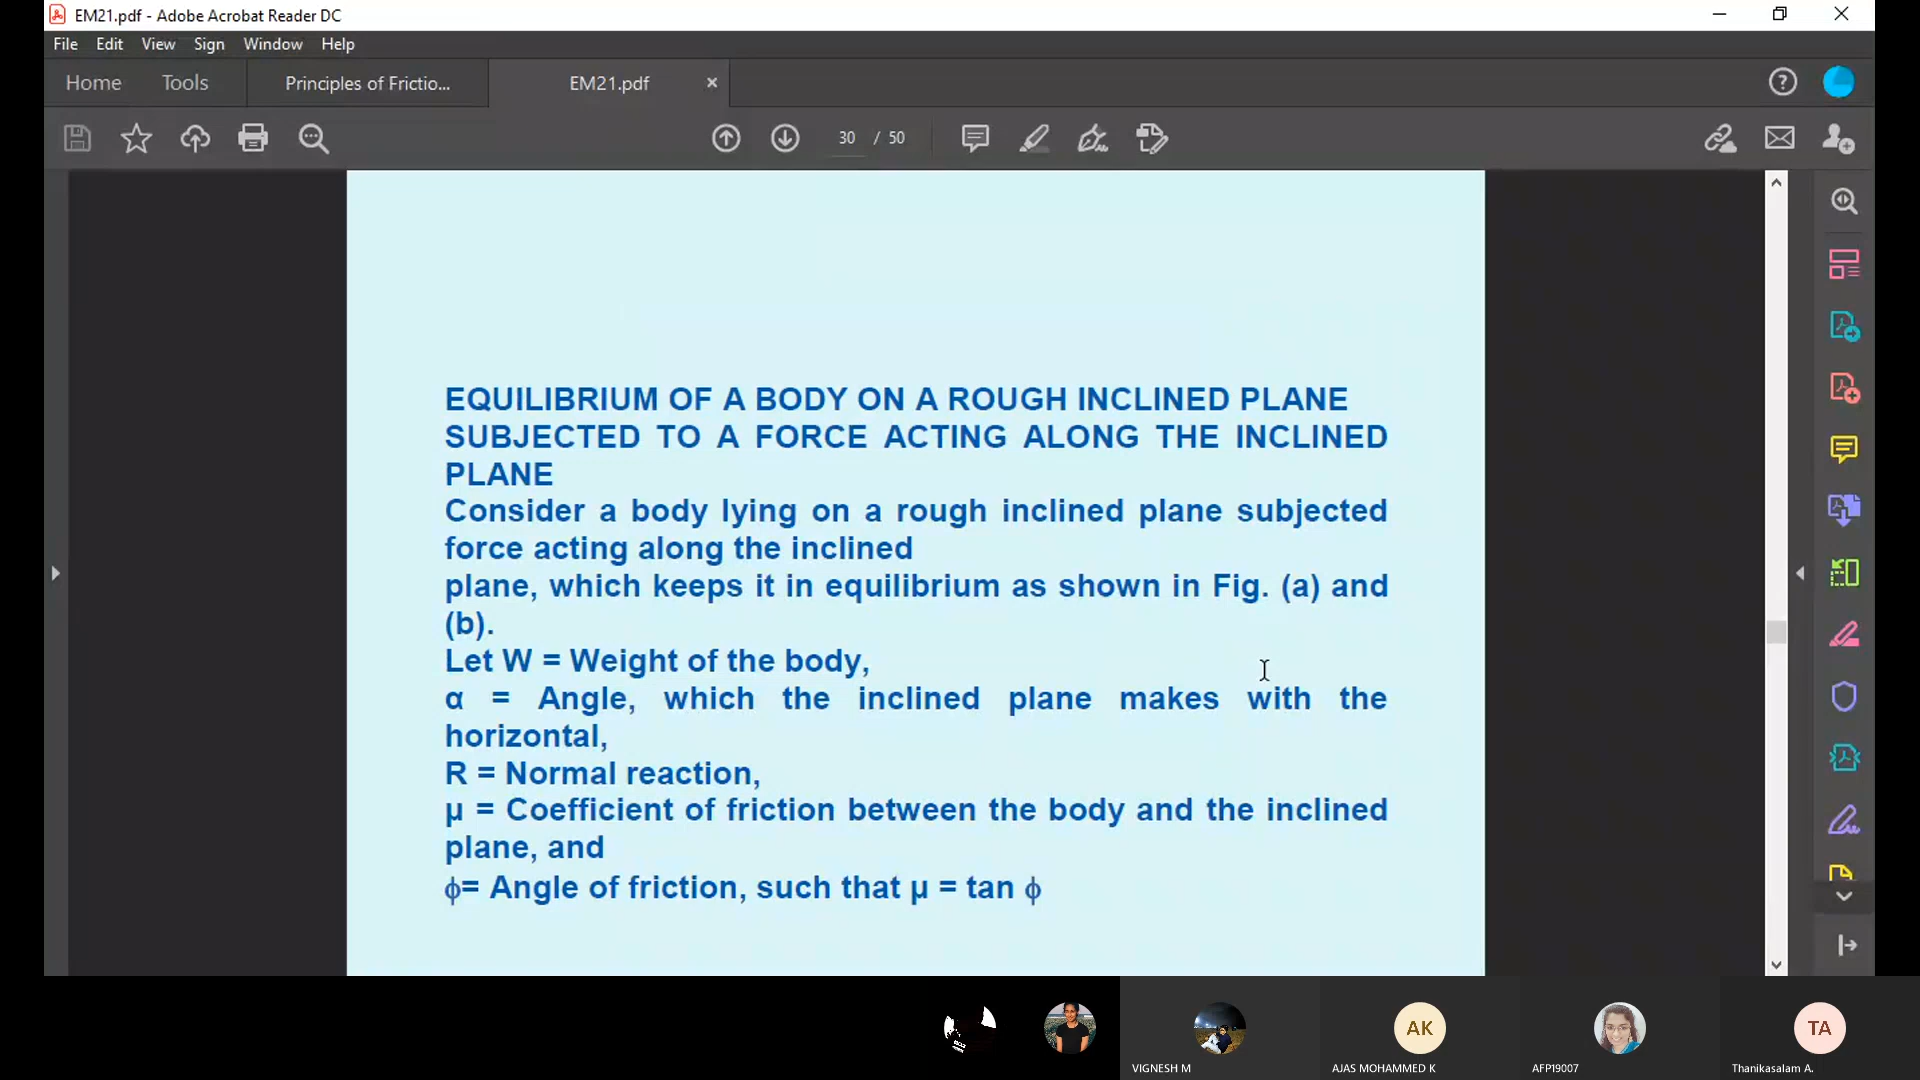 EM21.pdf - Adobe Acrobat Reader DC
File Edit View Sign Window Help
Home Tools Principles of Frictio... EM21.pdf
30 / 50
EQUILIBRIUM OF A BODY ON A ROUGH INCLINED PLANE
SUBJECTED TO A FORCE ACTING ALONG THE INCLINED
PLANE
Consider a body lying on a rough inclined plane subjected
force acting along the inclined
plane, which keeps it in equilibrium as shown in Fig. (a) and
(b).
Let W = Weight of the body,
α = Angle, which the inclined plane makes with the
horizontal,
R = Normal reaction,
μ = Coefficient of friction between the body and the inclined
plane, and
ϕ= Angle of friction, such that μ = tan ϕ
AK
TA
VIGNESH M
AJAS MOHAMMED K
AFP19007
Thanikasalam A.